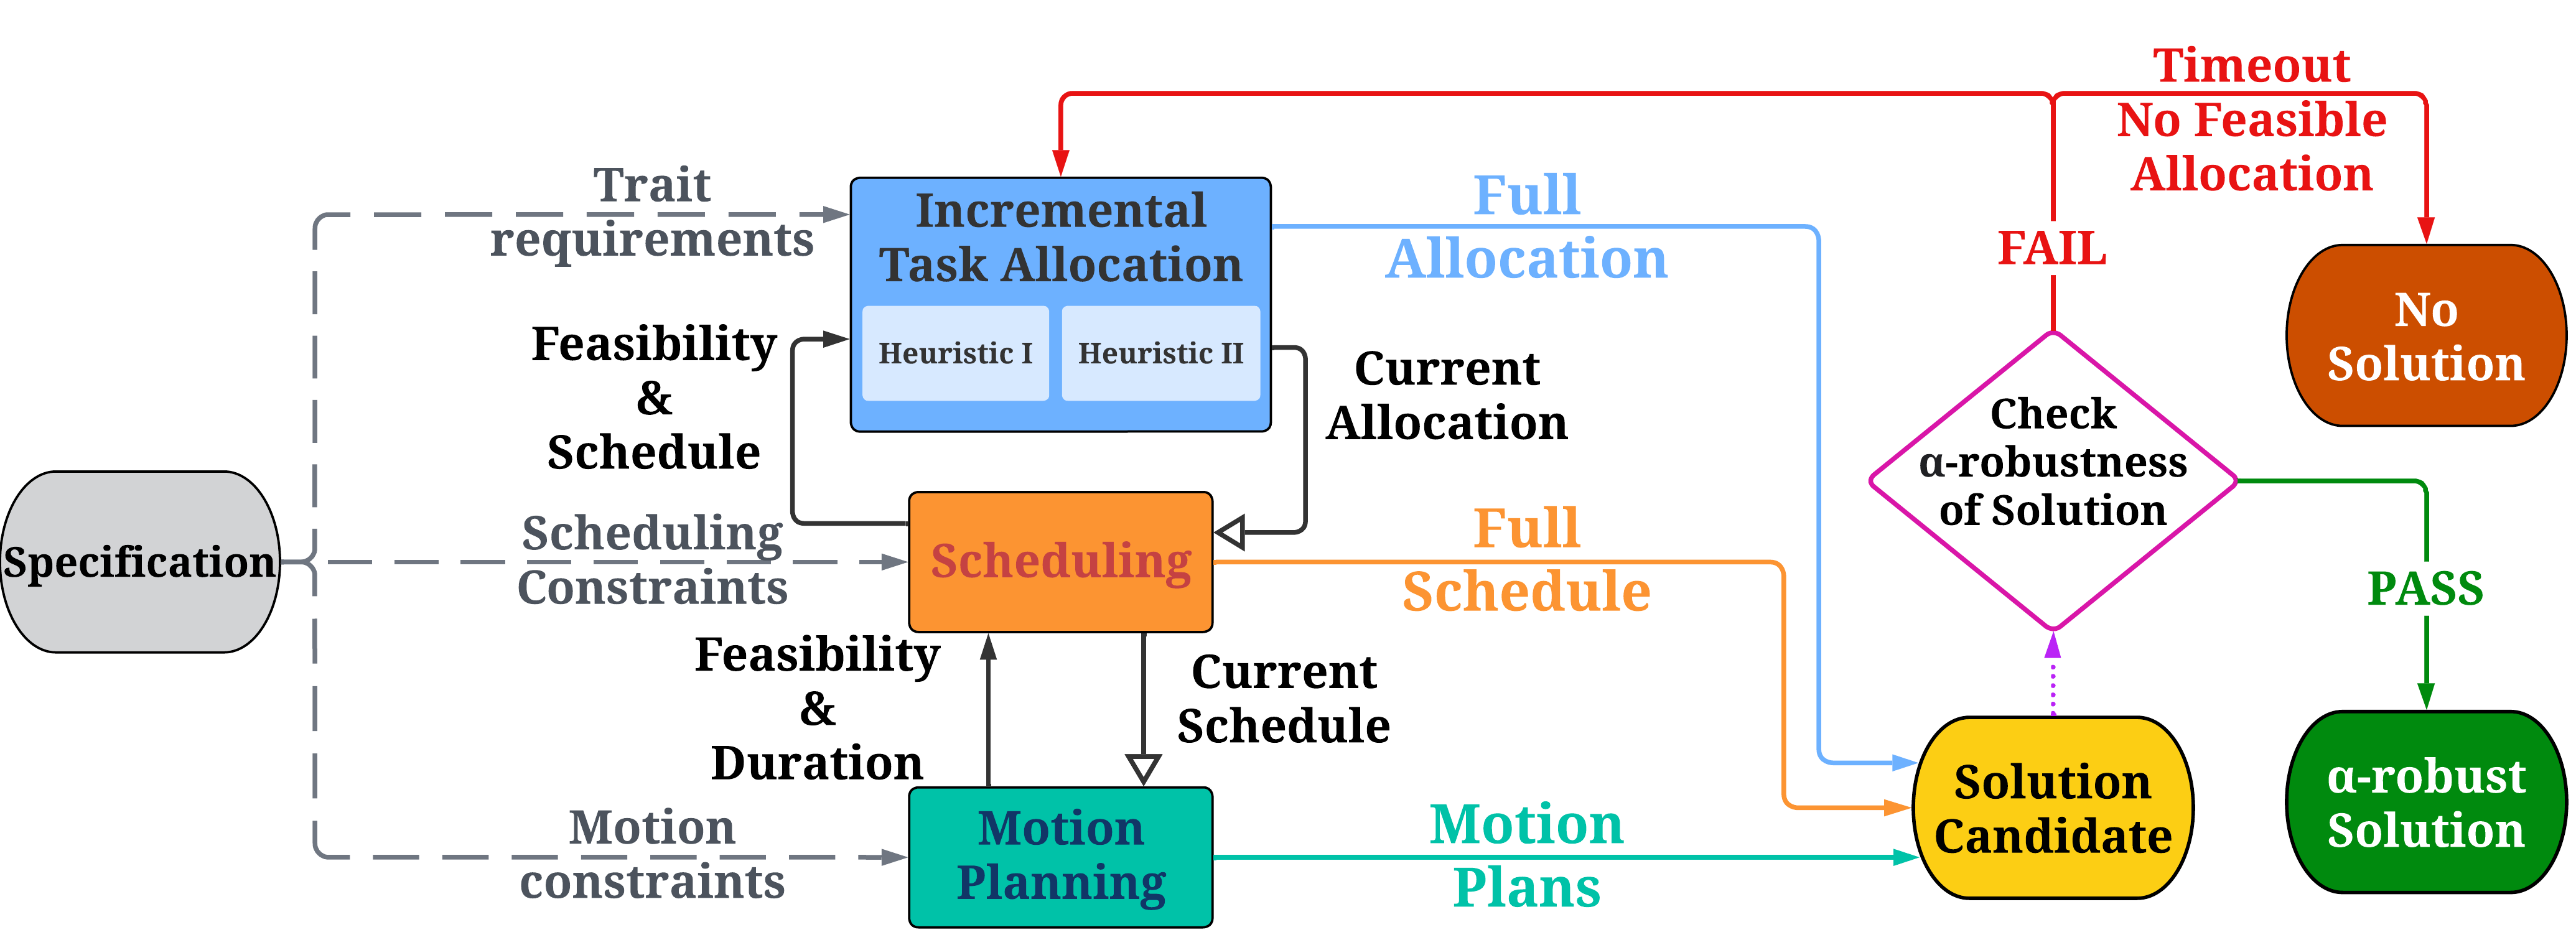 Timeout
No Feasible
Allocation
Trait
requirements
Incremental
Task Allocation
Heuristic I
Heuristic II
Full
Allocation
FAIL
No
Solution
Feasibility
&
Schedule
Current
Allocation
Check
α-robustness
of Solution
Specification
Scheduling
Constraints
Scheduling
Full
Schedule
PASS
Feasibility
&
Duration
Current
Schedule
Motion
constraints
Motion
Planning
Motion
Plans
Solution
Candidate
α-robust
Solution